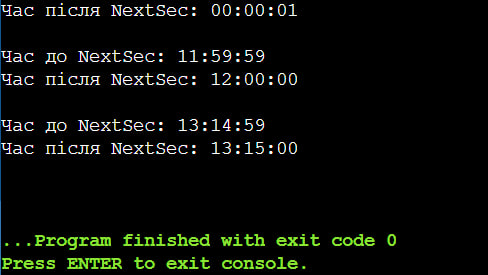 Час після NextSec: 00:00:01
Час до NextSec: 11:59:59
Час після NextSec: 12:00:00
Час до NextSec: 13:14:59
Час після NextSec: 13:15:00
...Program finished with exit code 0
Press ENTER to exit console.